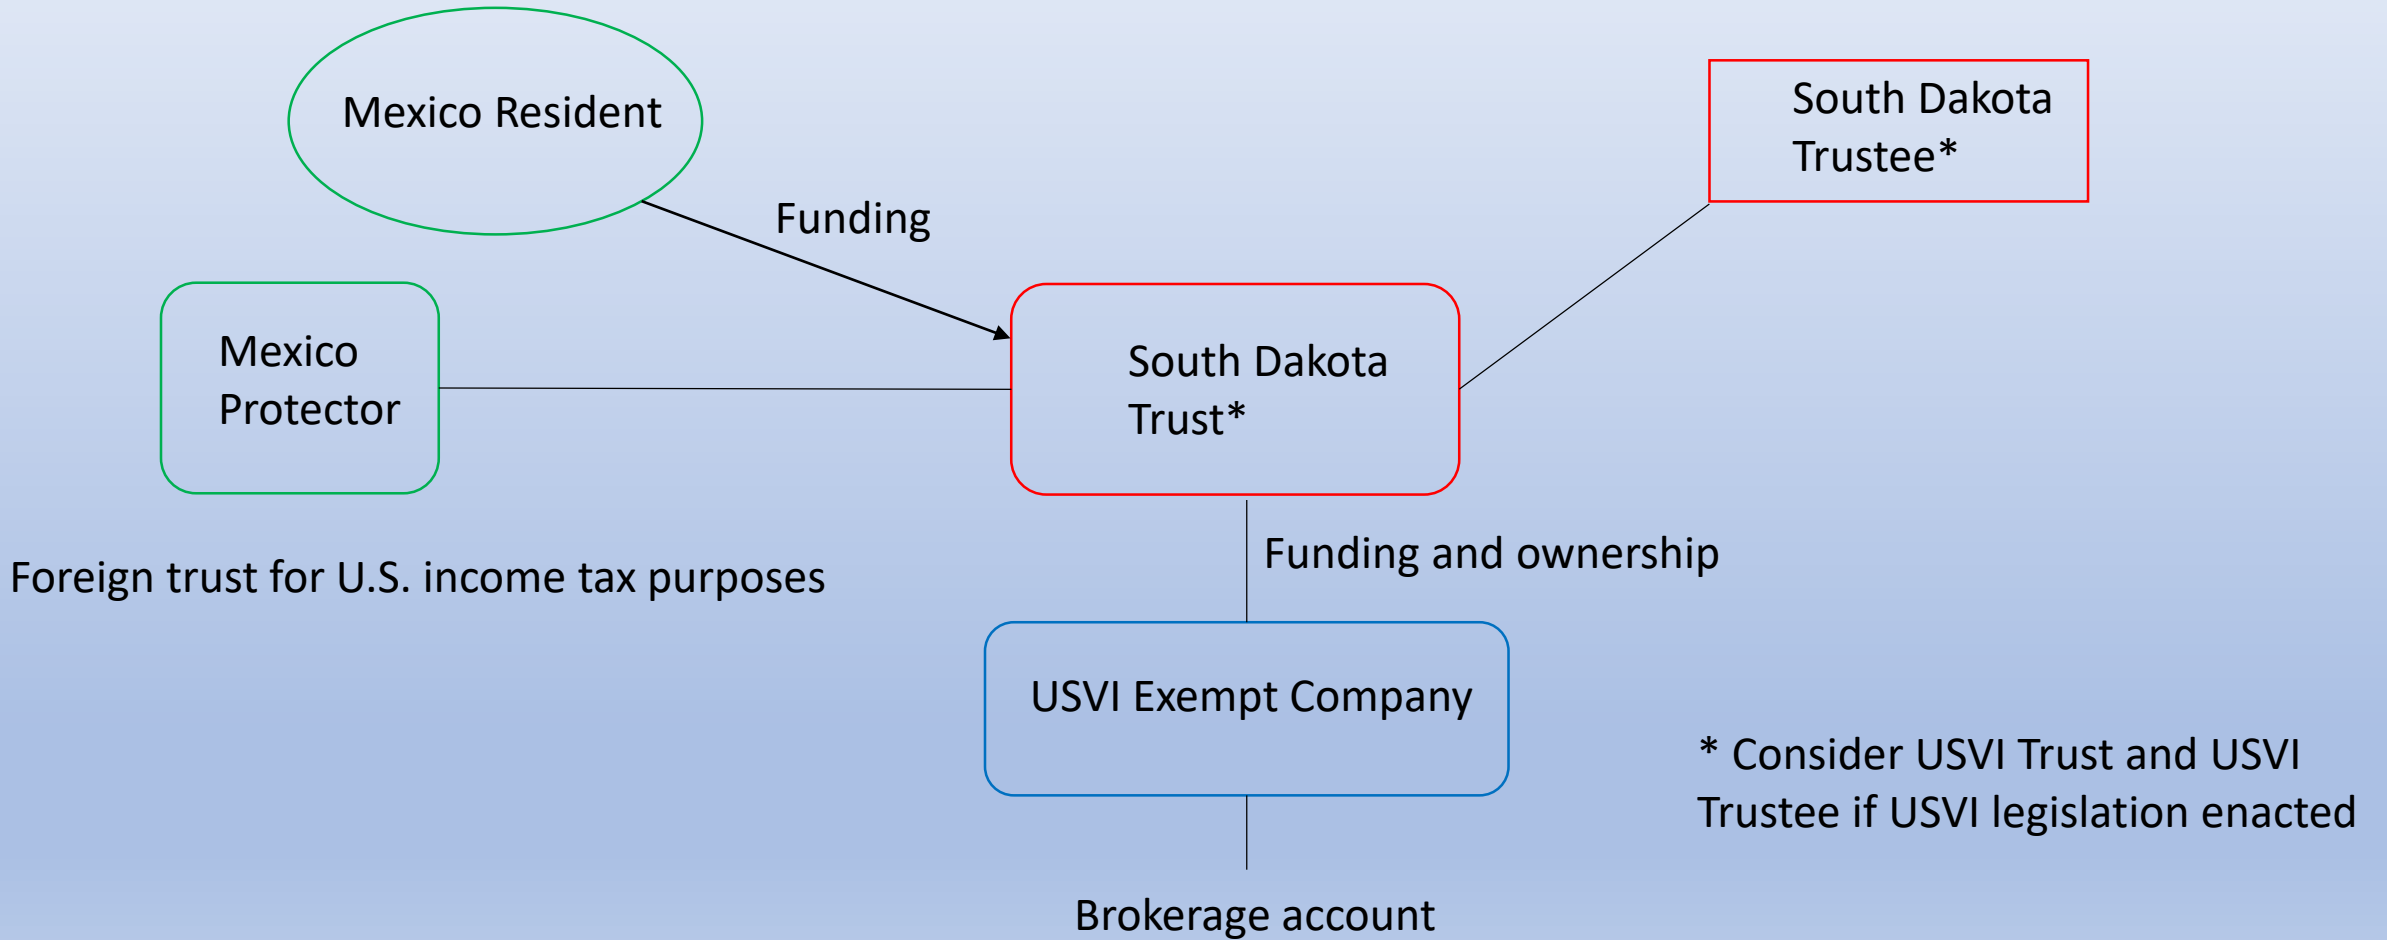 Mexico Resident
South Dakota
Trustee*
Funding
Mexico
Protector
South Dakota
Trust*
Foreign trust for U.S. income tax purposes
Funding and ownership
USVI Exempt Company
* Consider USVI Trust and USVI
Trustee if USVI legislation enacted
Brokerage account